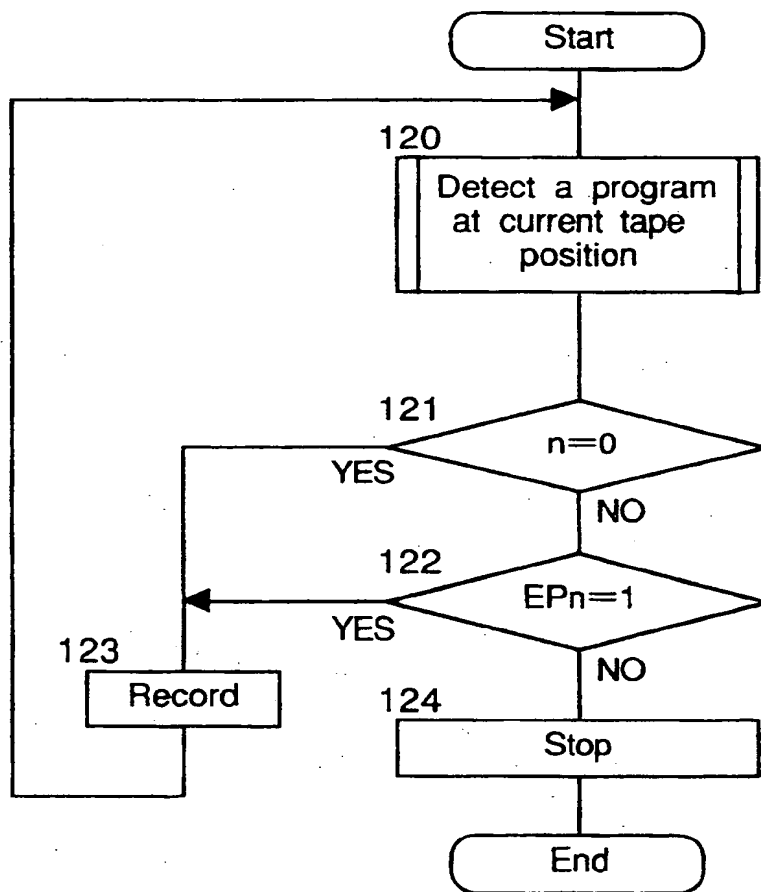 Start
120
Detect a program
at current tape
position
121
n=0
YES
NO
122
EPn=1
YES
NO
123
Record
124
Stop
End